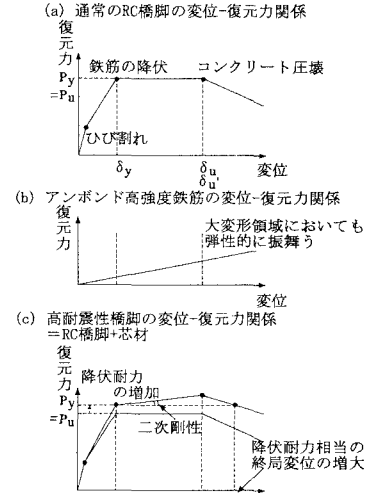 (a) 通常のRC橋脚の変位-復元力関係
復元力
Py
=Pu
鉄筋の降伏
コンクリート圧壊
ひび割れ
δy
δu
δu'
変位
(b) アンボンド高強度鉄筋の変位-復元力関係
復元力
大変形領域においても
弾性的に振舞う
変位
(c) 高耐震性橋脚の変位-復元力関係
=RC橋脚+芯材
復元力
降伏耐力
の増加
Py
=Pu
二次剛性
降伏耐力相当の
終局変位の増大
変位